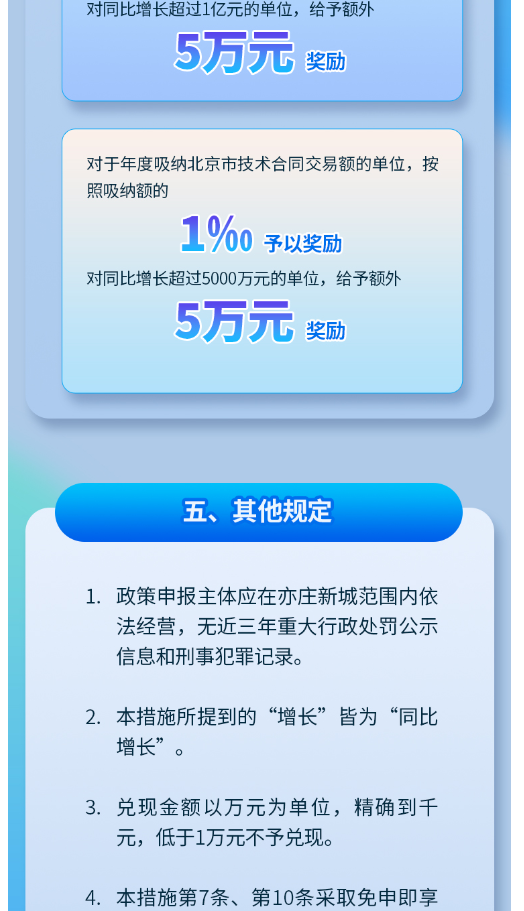 对同比增长超过1亿元的单位，给予额外
5万元 奖励
对于年度吸纳北京市技术合同交易额的单位，按
照吸纳额的
1‰ 予以奖励
对同比增长超过5000万元的单位，给予额外
5万元 奖励
五、其他规定
1. 政策申报主体应在亦庄新城范围内依
法经营，无近三年重大行政处罚公示
信息和刑事犯罪记录。
2. 本措施所提到的“增长”皆为“同比
增长”。
3. 兑现金额以万元为单位，精确到千
元，低于1万元不予兑现。
4. 本措施第7条、第10条采取免申即享